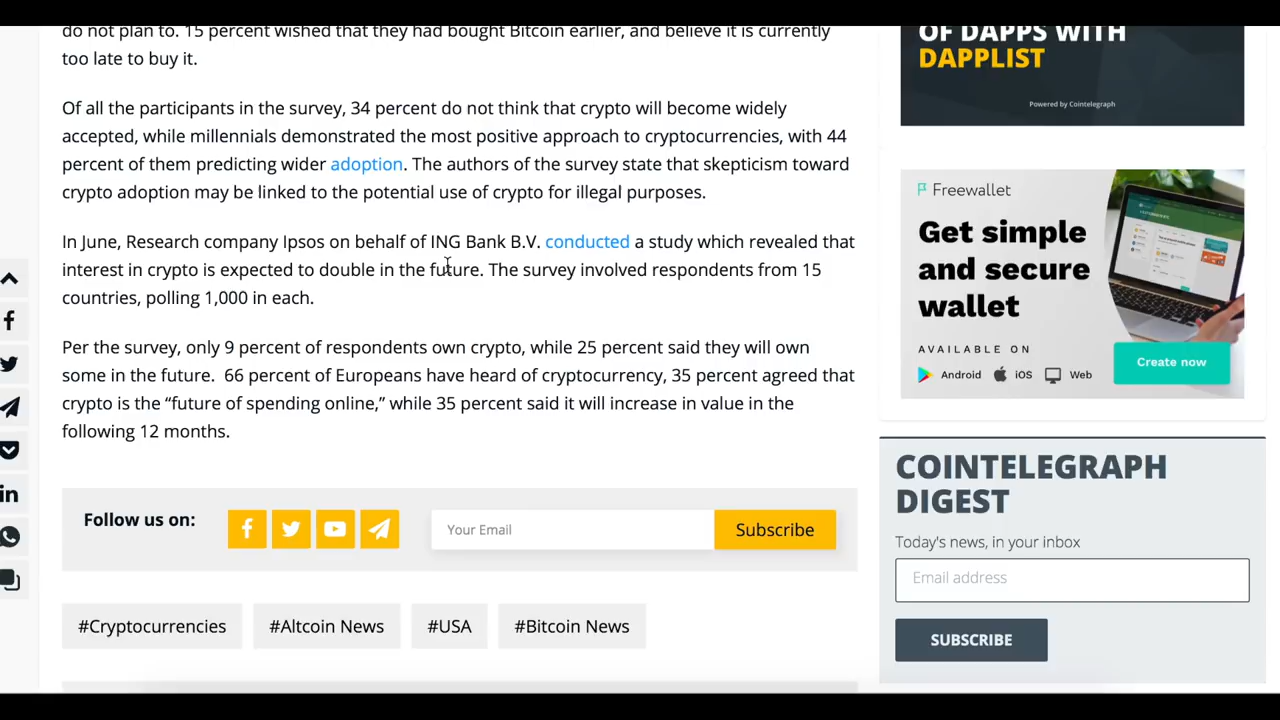 do not plan to. 15 percent wished that they had bought Bitcoin earlier, and believe it is currently
too late to buy it.
Of all the participants in the survey, 34 percent do not think that crypto will become widely
accepted, while millennials demonstrated the most positive approach to cryptocurrencies, with 44
percent of them predicting wider adoption. The authors of the survey state that skepticism toward
crypto adoption may be linked to the potential use of crypto for illegal purposes.
In June, Research company Ipsos on behalf of ING Bank B.V. conducted a study which revealed that
interest in crypto is expected to double in the future. The survey involved respondents from 15
countries, polling 1,000 in each.
Per the survey, only 9 percent of respondents own crypto, while 25 percent said they will own
some in the future.  66 percent of Europeans have heard of cryptocurrency, 35 percent agreed that
crypto is the “future of spending online,” while 35 percent said it will increase in value in the
following 12 months.
Follow us on:
Your Email
Subscribe
#Cryptocurrencies
#Altcoin News
#USA
#Bitcoin News
OF DAPPS WITH
DAPPLIST
Powered by Cointelegraph
Freewallet
Get simple
and secure
wallet
AVAILABLE ON
Android
iOS
Web
Create now
COINTELEGRAPH
DIGEST
Today's news, in your inbox
Email address
SUBSCRIBE